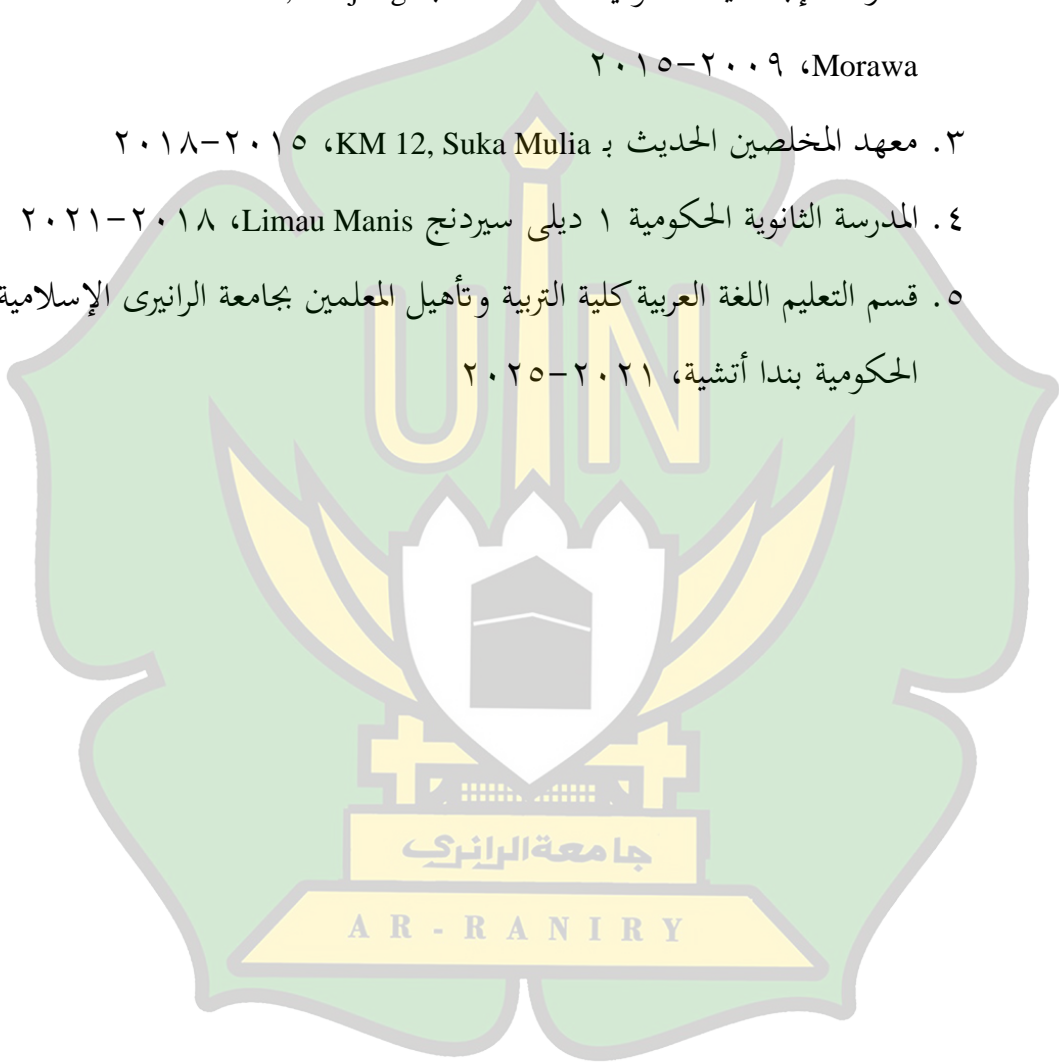 Morawa، ٢٠٠٩-٢٠١٥
٣. معهد المخلصين الحديث بـ KM 12, Suka Mulia، ٢٠١٥-٢٠١٨
٤. المدرسة الثانوية الحكومية ١ ديلى سيردنج Limau Manis، ٢٠١٨-٢٠٢١
٥. قسم التعليم اللغة العربية كلية التربية وتأهيل المعلمين بجامعة الرانيرى الإسلامية
الحكومية بندا أتشية، ٢٠٢١-٢٠٢٥
UIN
جامعة الرانري
AR-RANIRY